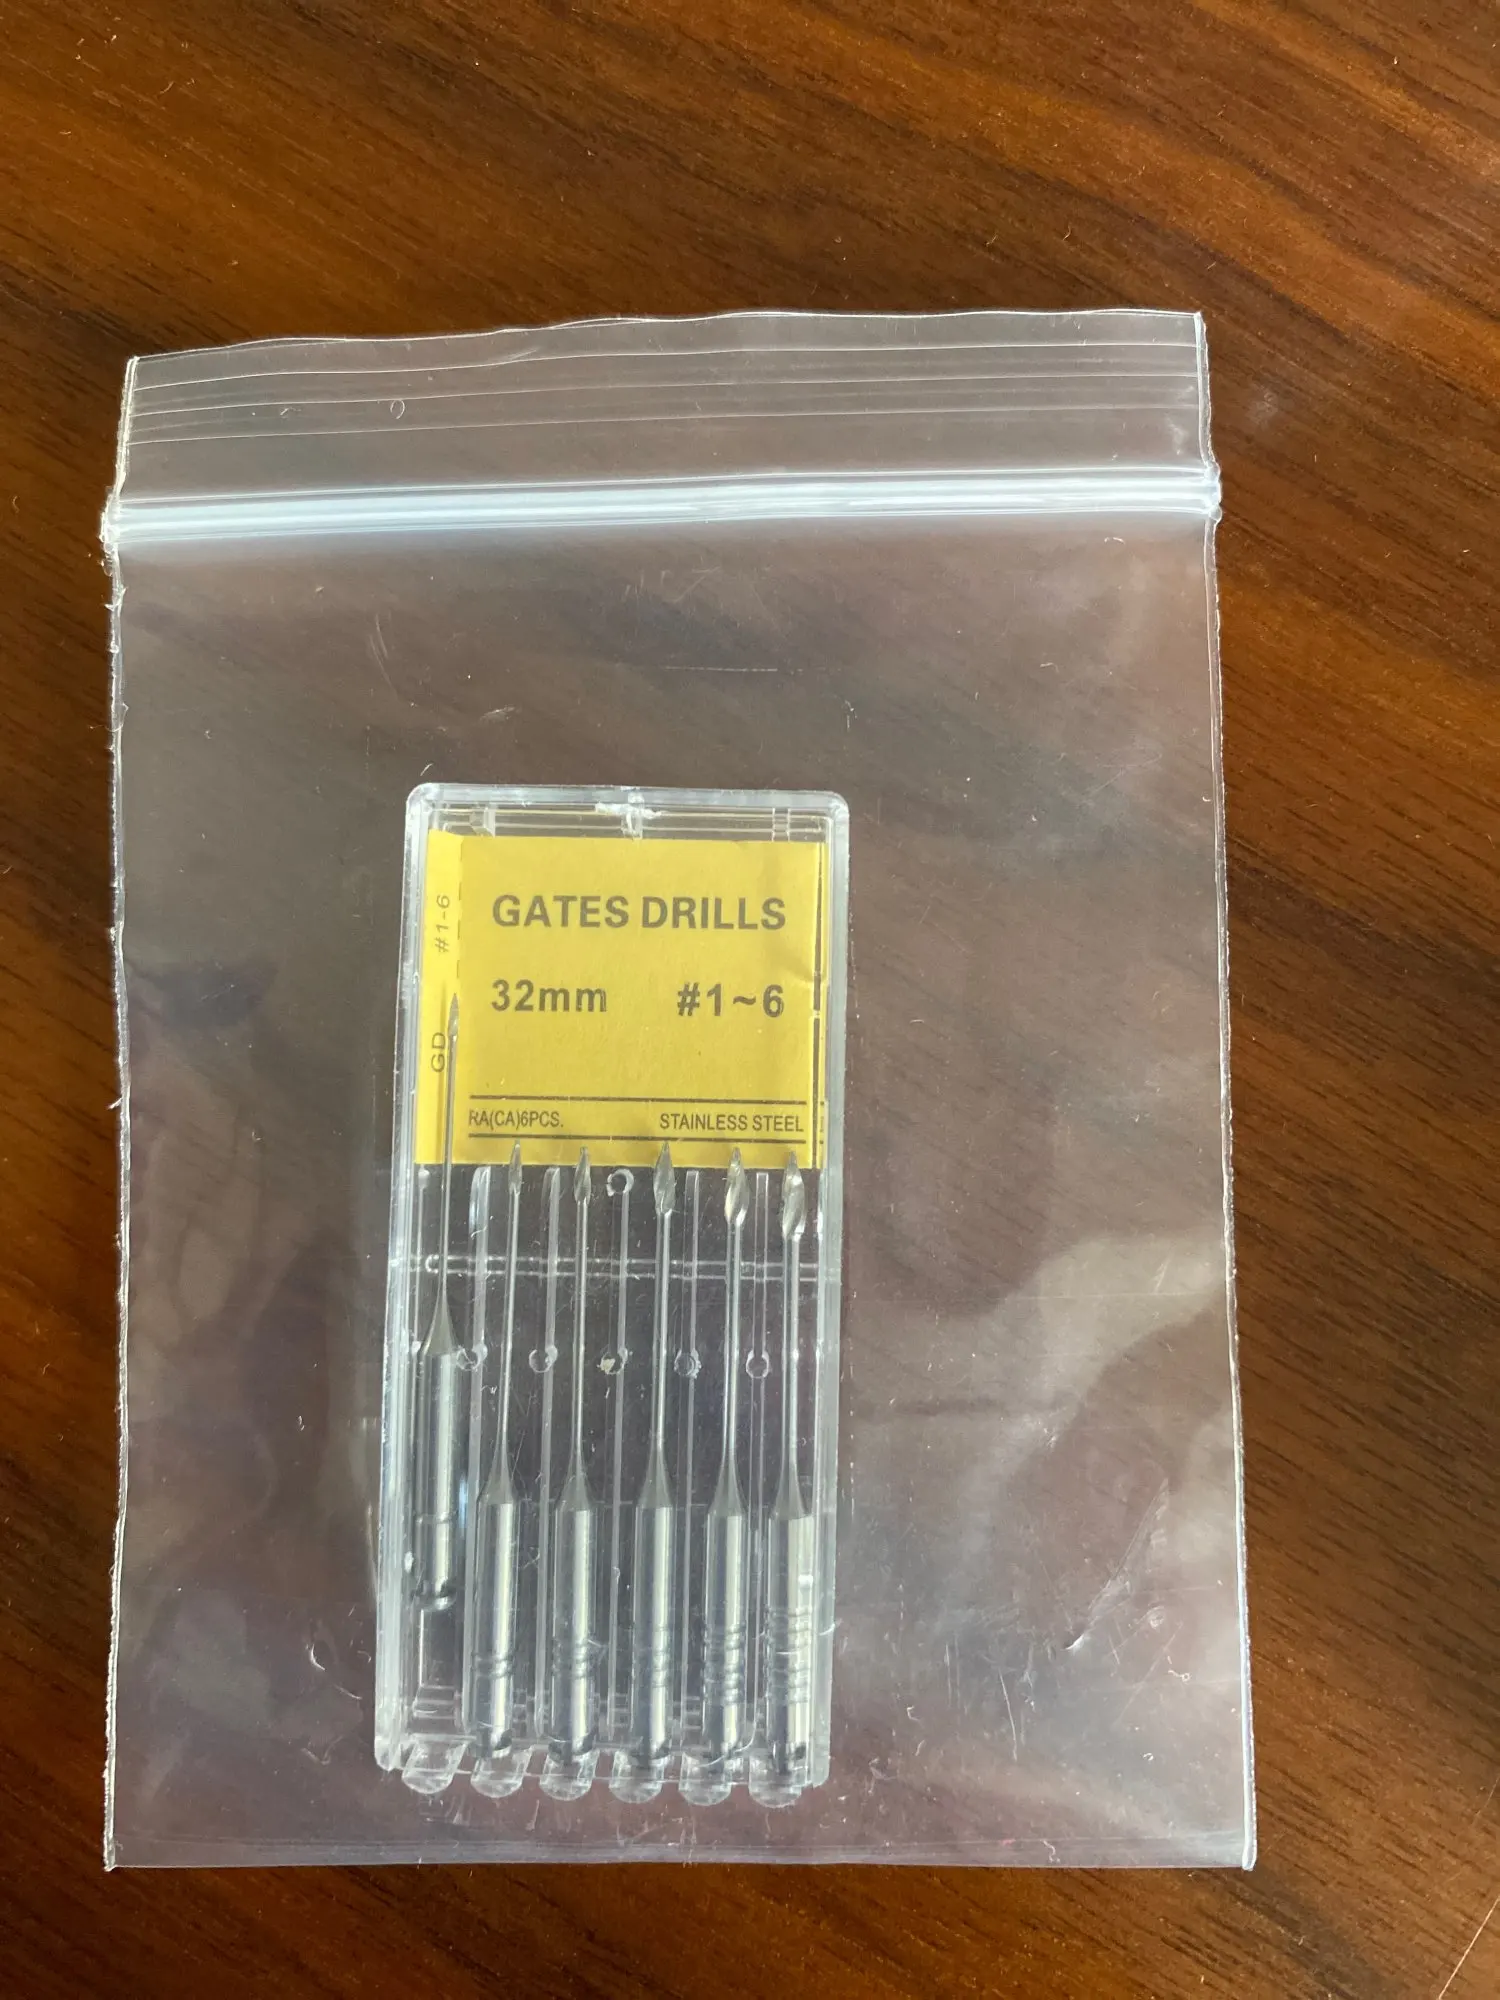 GATES DRILLS
32mm #1~6
RA(CA)6PCS. STAINLESS STEEL
GD #1-6